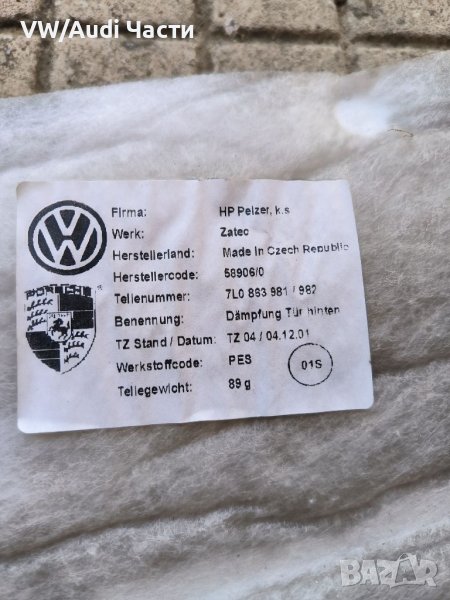 VW/Audi Части
Firma: HP Pelzer, k.s
Werk: Zatec
Herstellerland: Made in Czech Republic
Herstellercode: 58906/0
Teilenummer: 7L0 863 981 / 982
Benennung: Dämpfung Tür hinten
TZ Stand / Datum: TZ 04 / 04.12.01
Werkstoffcode: PES
01S
Teilegewicht: 89 g
PORSCHE
BAZAR